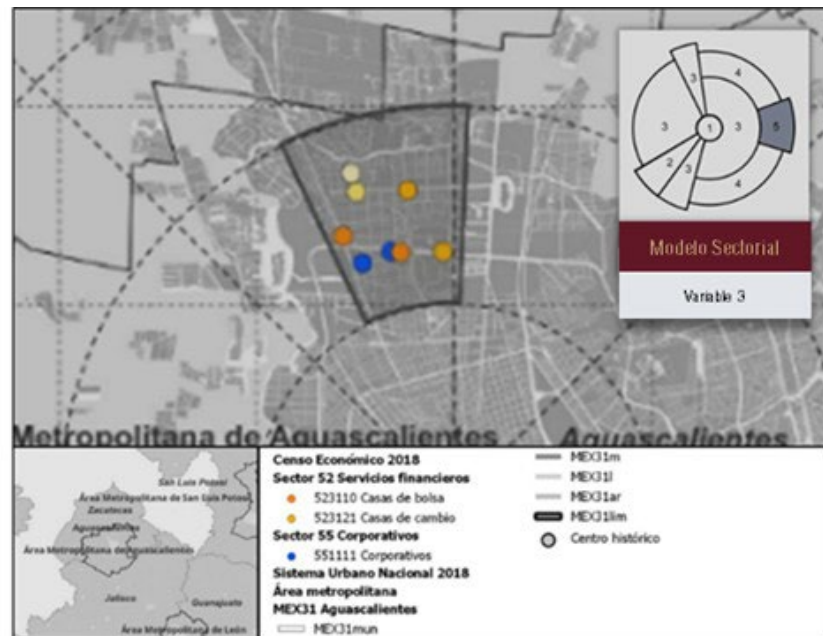 4
3
3
1
3
5
2
3
4
Modelo Sectorial
Variable 3
Metropolitana de Aguascalientes
Aguascalientes
San Luis Potosí
Área Metropolitana de San Luis Potosí
Zacatecas
Área Metropolitana de Aguascalientes
Jalisco
Guanajuato
Área Metropolitana de León
Censo Económico 2018
Sector 52 Servicios financieros
523110 Casas de bolsa
523121 Casas de cambio
Sector 55 Corporativos
551111 Corporativos
Sistema Urbano Nacional 2018
Área metropolitana
MEX31 Aguascalientes
MEX31mun
MEX31m
MEX31l
MEX31ar
MEX31lim
Centro histórico